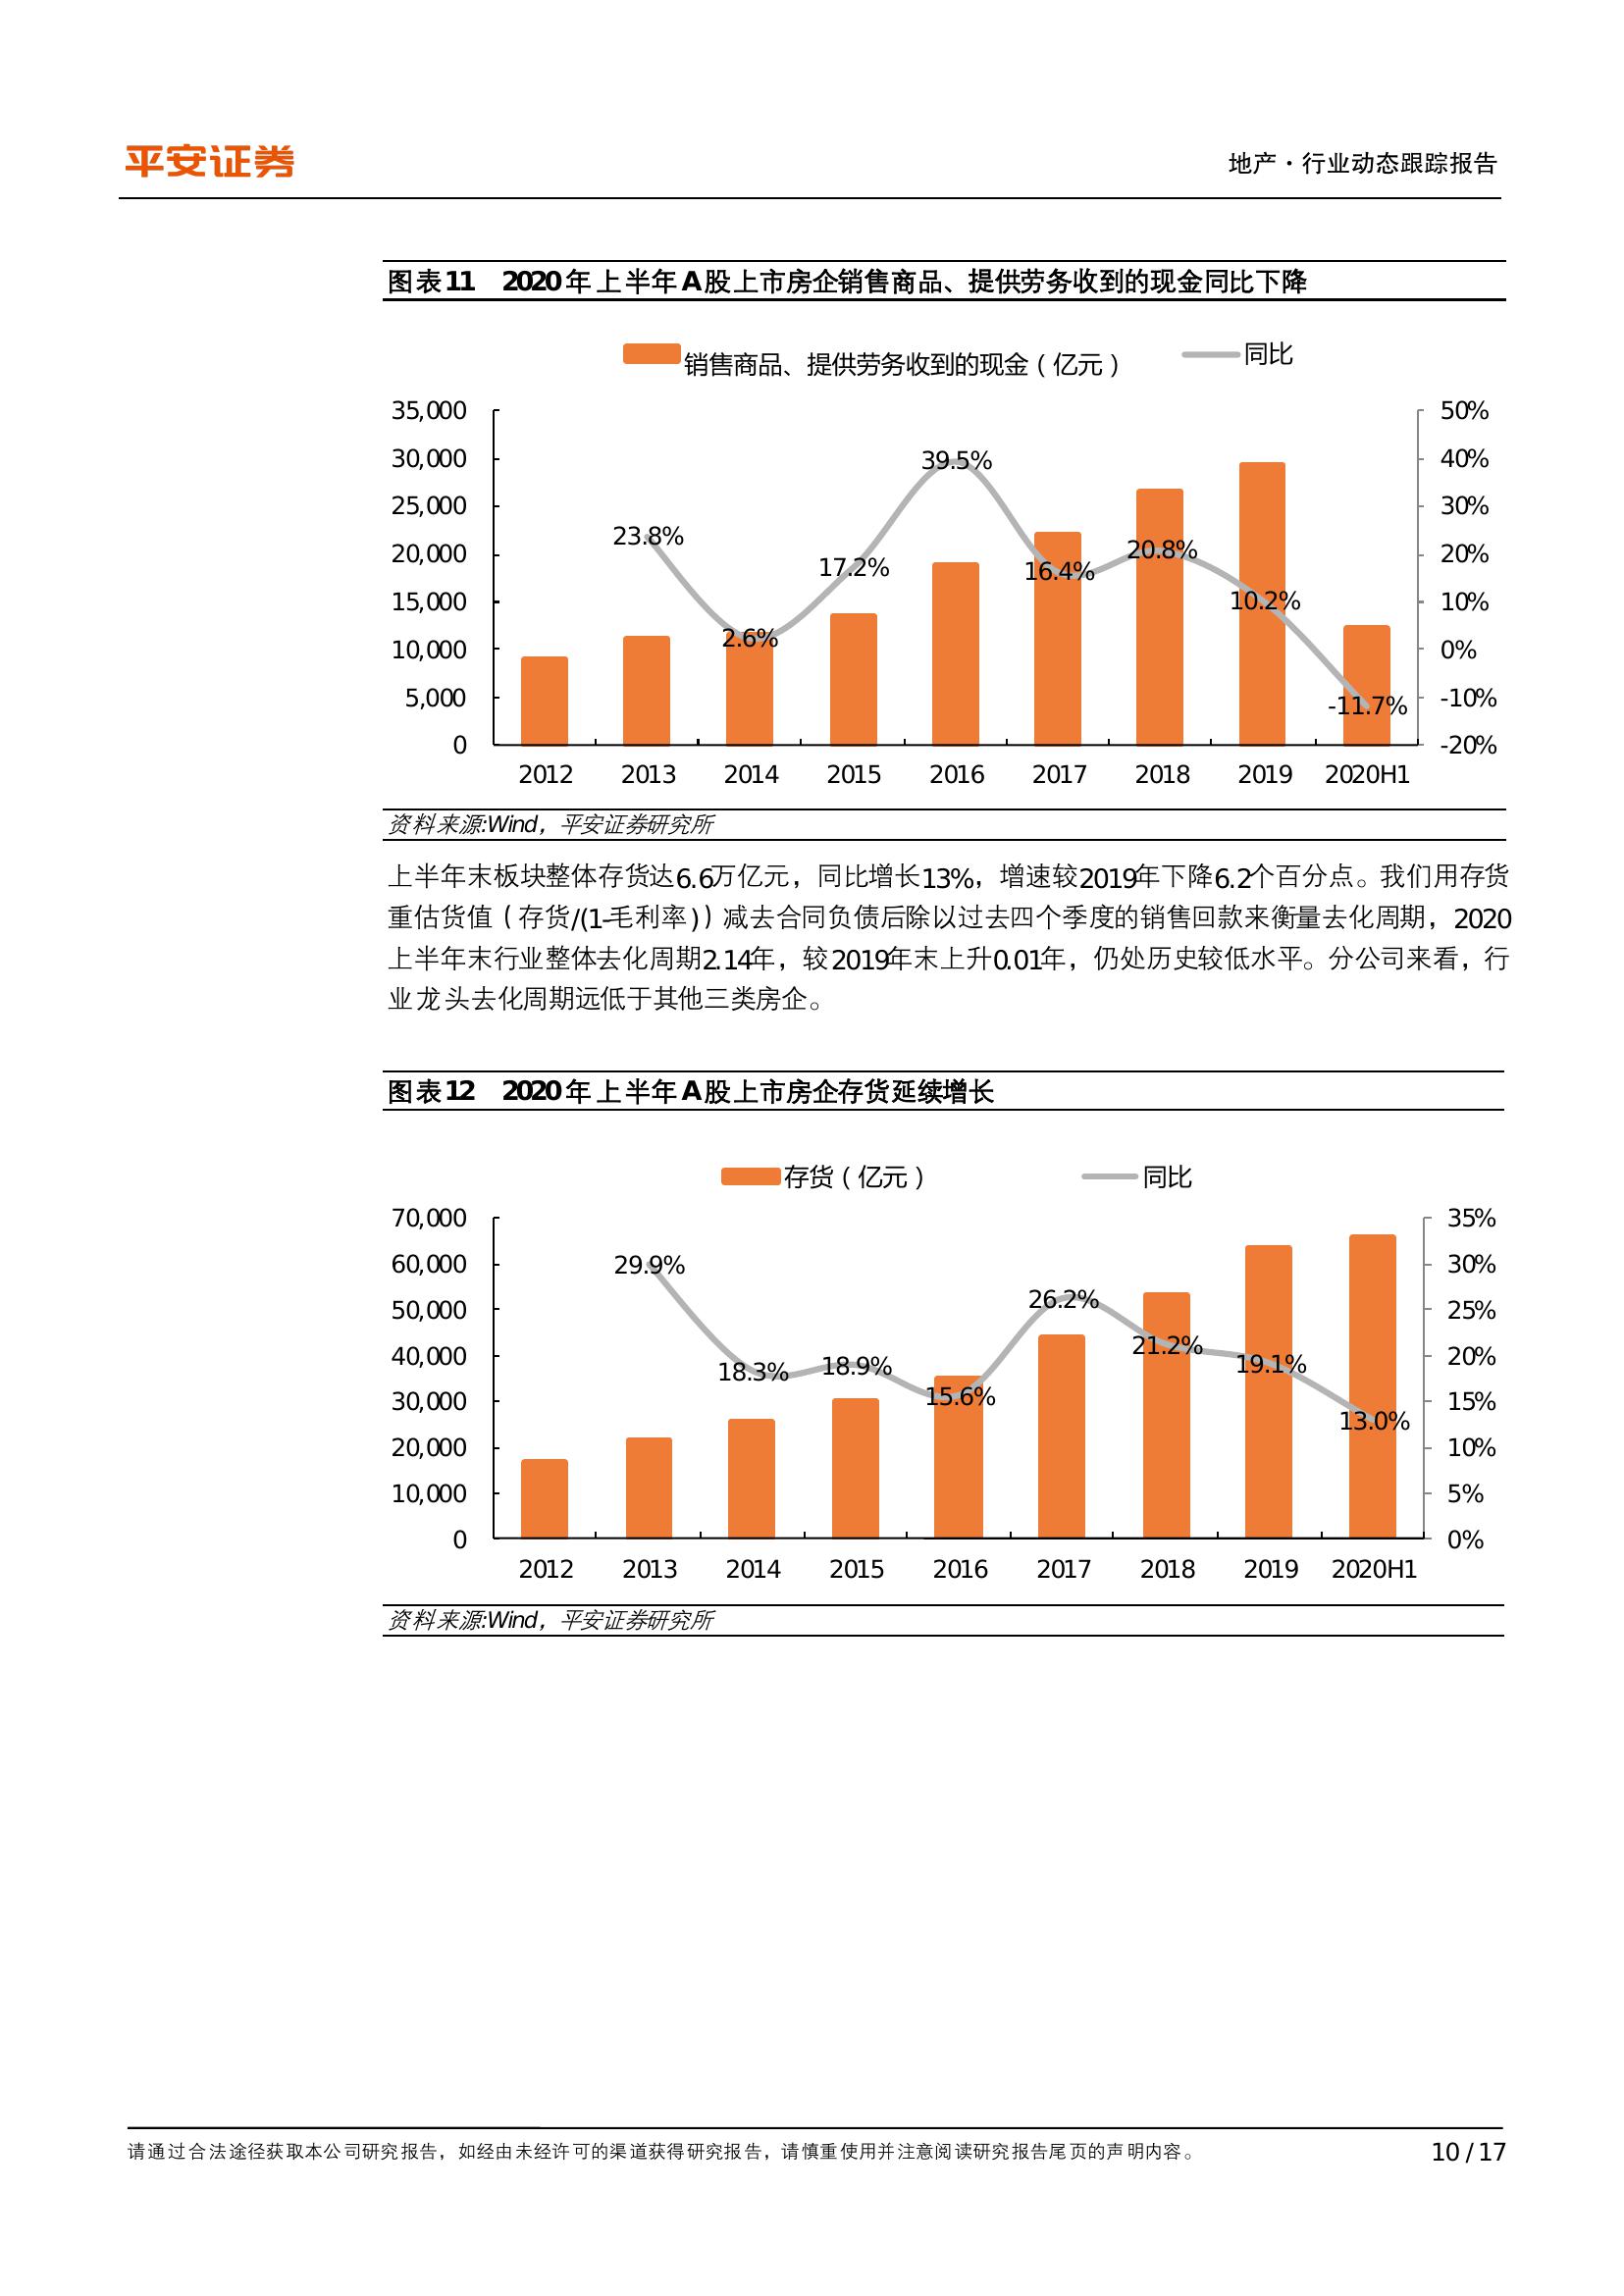 平安证券
地产·行业动态跟踪报告
图表11 2020年上半年A股上市房企销售商品、提供劳务收到的现金同比下降
销售商品、提供劳务收到的现金（亿元） 同比
35,000 50%
30,000 39.5% 40%
25,000 30%
23.8%
20,000 17.2% 16.4% 20.8% 20%
15,000 10.2% 10%
2.6%
10,000 0%
5,000 -11.7% -10%
0 -20%
2012 2013 2014 2015 2016 2017 2018 2019 2020H1
资料来源:Wind，平安证券研究所
上半年末板块整体存货达6.6万亿元，同比增长13%，增速较2019年下降6.2个百分点。我们用存货
重估货值（存货/(1-毛利率)）减去合同负债后除以过去四个季度的销售回款来衡量去化周期，2020
上半年末行业整体去化周期2.14年，较2019年末上升0.01年，仍处历史较低水平。分公司来看，行
业龙头去化周期远低于其他三类房企。
图表12 2020年上半年A股上市房企存货延续增长
存货（亿元） 同比
70,000 35%
60,000 29.9% 30%
50,000 26.2% 25%
40,000 18.3% 18.9% 21.2% 19.1% 20%
30,000 15.6% 15%
13.0%
20,000 10%
10,000 5%
0 0%
2012 2013 2014 2015 2016 2017 2018 2019 2020H1
资料来源:Wind，平安证券研究所
请通过合法途径获取本公司研究报告，如经由未经许可的渠道获得研究报告，请慎重使用并注意阅读研究报告尾页的声明内容。
10 / 17